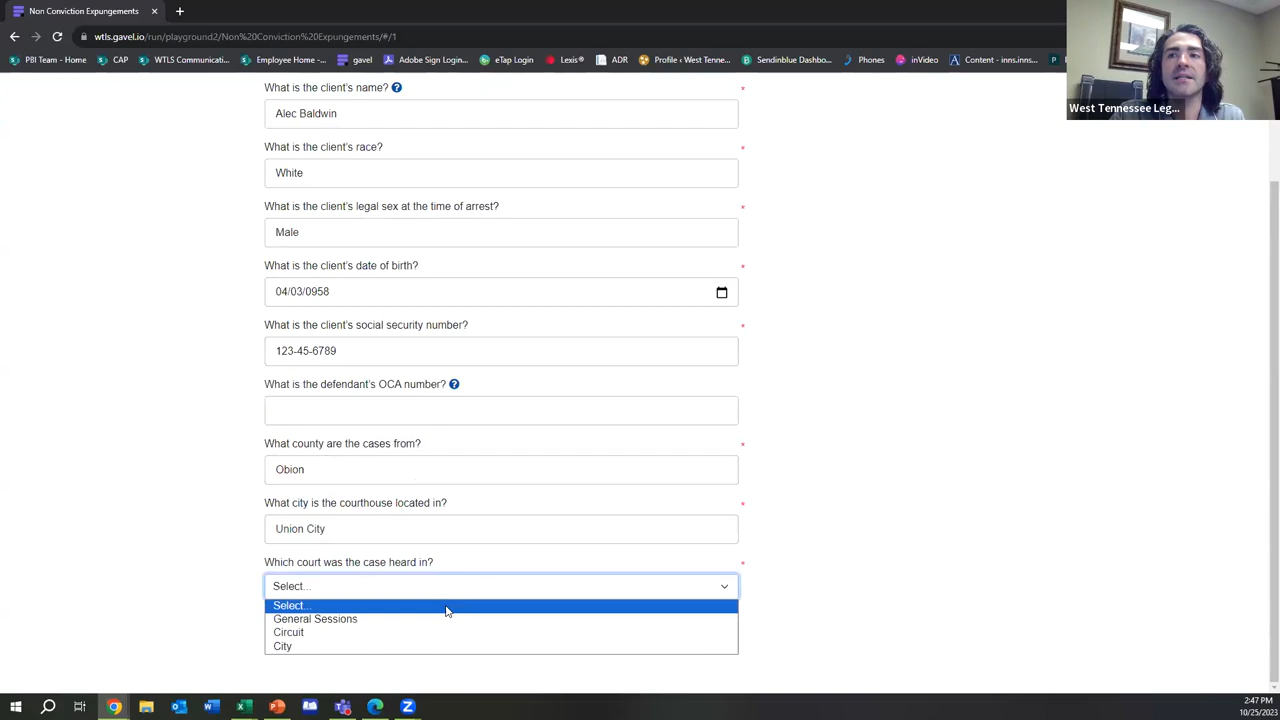 Non Conviction Expungements
wtls.gavel.io/run/playground2/Non%20Conviction%20Expungements/#/1
PBI Team - Home
CAP
WTLS Communicati...
Employee Home -...
gavel
Adobe Sign Login...
eTap Login
Lexis®
ADR
Profile ‹ West Tenne...
Sendinblue Dashbo...
Phones
inVideo
Content - inns.inns...
West Tennessee Leg...
What is the client's name?
*
Alec Baldwin
What is the client's race?
*
White
What is the client's legal sex at the time of arrest?
*
Male
What is the client's date of birth?
*
04/03/0958
What is the client's social security number?
*
123-45-6789
What is the defendant's OCA number?
What county are the cases from?
*
Obion
What city is the courthouse located in?
*
Union City
Which court was the case heard in?
*
Select...
Select...
General Sessions
Circuit
City
2:47 PM
10/25/2023